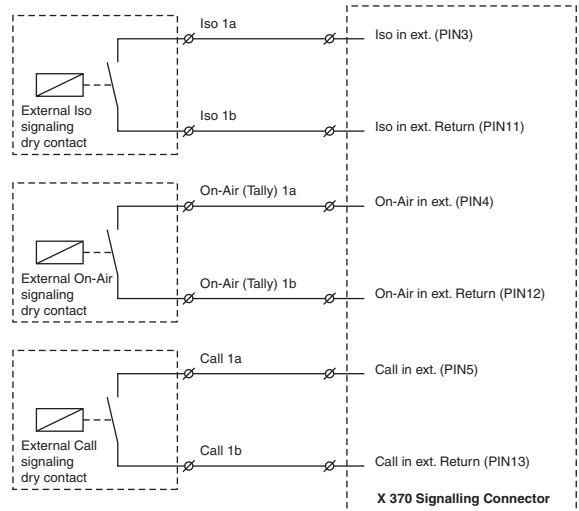 Iso 1a
Iso in ext. (PIN3)
External Iso
signaling
dry contact
Iso 1b
Iso in ext. Return (PIN11)
On-Air (Tally) 1a
On-Air in ext. (PIN4)
External On-Air
signaling
dry contact
On-Air (Tally) 1b
On-Air in ext. Return (PIN12)
Call 1a
Call in ext. (PIN5)
External Call
signaling
dry contact
Call 1b
Call in ext. Return (PIN13)
X 370 Signalling Connector